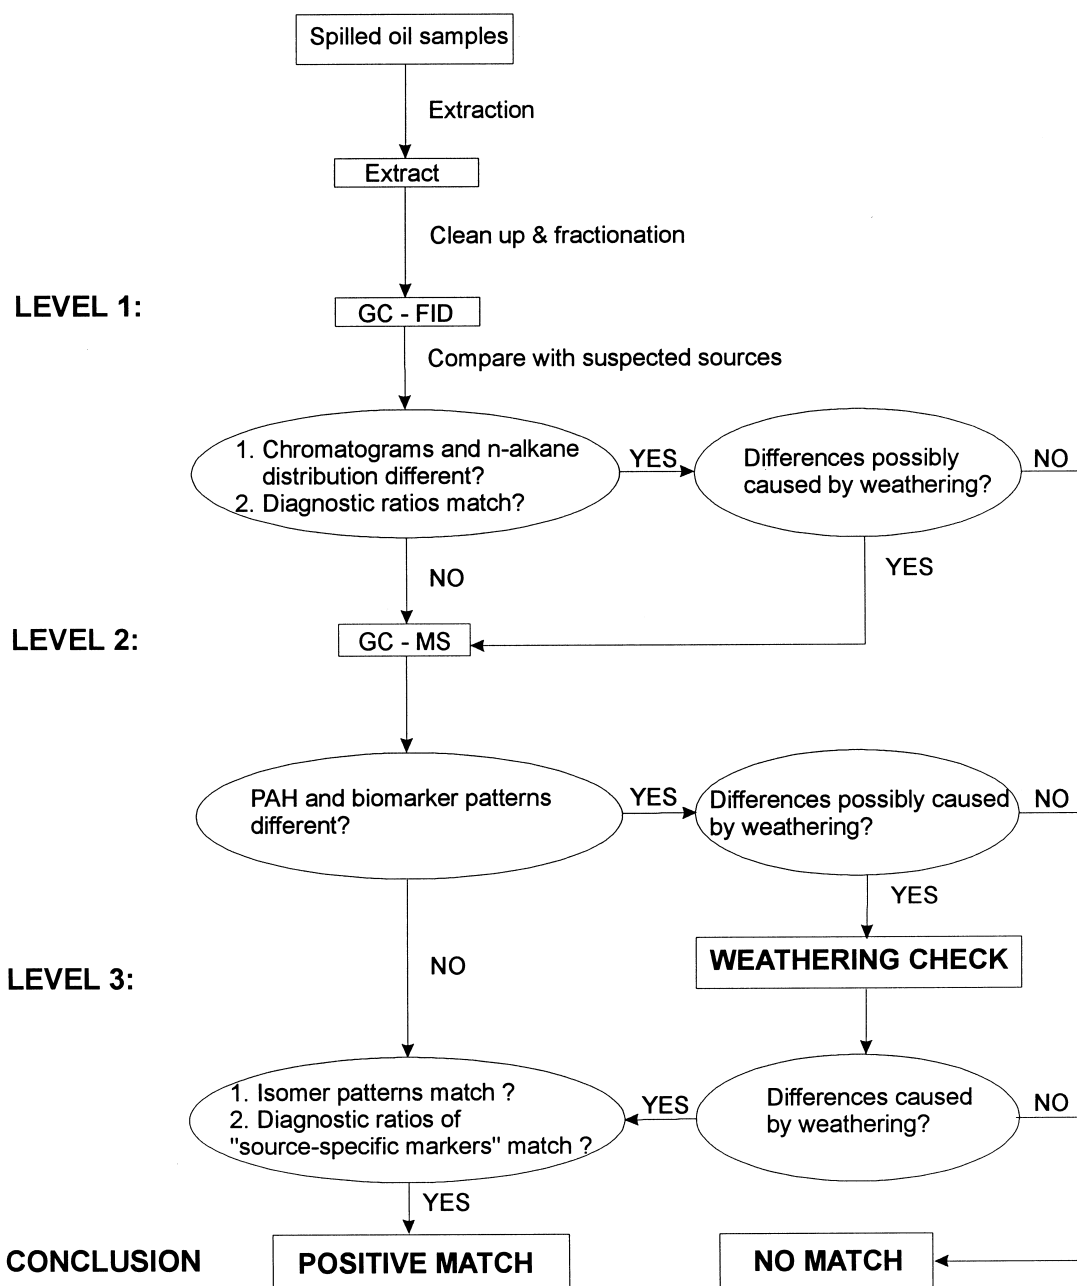 Spilled oil samples
Extraction
Extract
Clean up & fractionation
LEVEL 1:
GC - FID
Compare with suspected sources
1. Chromatograms and n-alkane
distribution different?
2. Diagnostic ratios match?
YES
Differences possibly
caused by weathering?
NO
NO
YES
LEVEL 2:
GC - MS
PAH and biomarker patterns
different?
YES
Differences possibly caused
by weathering?
NO
YES
WEATHERING CHECK
NO
LEVEL 3:
1. Isomer patterns match ?
2. Diagnostic ratios of
"source-specific markers" match ?
YES
Differences caused
by weathering?
NO
YES
CONCLUSION
POSITIVE MATCH
NO MATCH